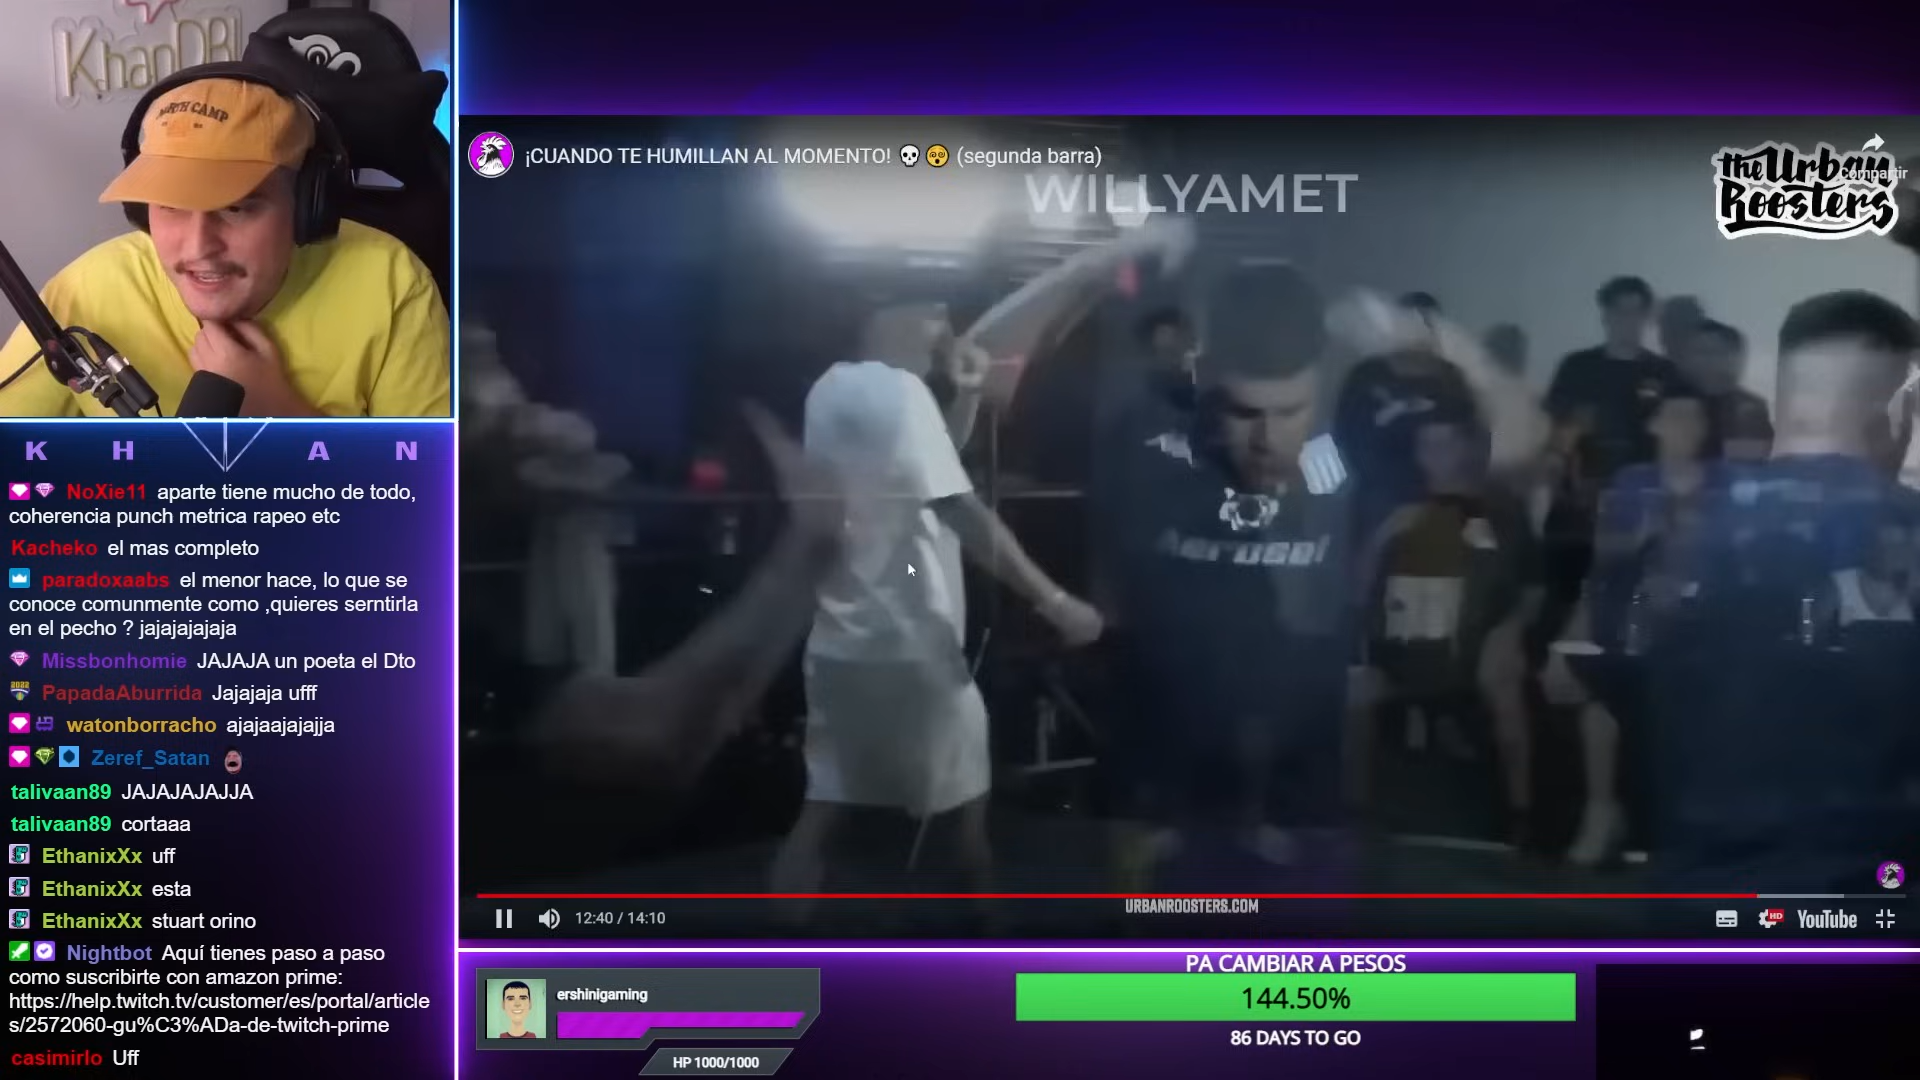 KhanDBL
NORTH CAMP
K H A N
NoXie11 aparte tiene mucho de todo,
coherencia punch metrica rapeo etc
Kacheko el mas completo
paradoxaabs el menor hace, lo que se
conoce comunmente como ,quieres serntirla
en el pecho ? jajajajajaja
Missbonhomie JAJAJA un poeta el Dto
PapadaAburrida Jajajaja ufff
watonborracho ajajaajajajja
Zeref_Satan
talivaan89 JAJAJAJAJJA
talivaan89 cortaaa
EthanixXx uff
EthanixXx esta
EthanixXx stuart orino
Nightbot Aquí tienes paso a paso
como suscribirte con amazon prime:
https://help.twitch.tv/customer/es/portal/article
s/2572060-gu%C3%ADa-de-twitch-prime
casimirlo Uff
¡CUANDO TE HUMILLAN AL MOMENTO! 💀😵 (segunda barra)
WILLYAMET
the Urban
Roosters
Compartir
URBANROOSTERS.COM
12:40 / 14:10
HD
YouTube
ershinigaming
HP 1000/1000
PA CAMBIAR A PESOS
144.50%
86 DAYS TO GO